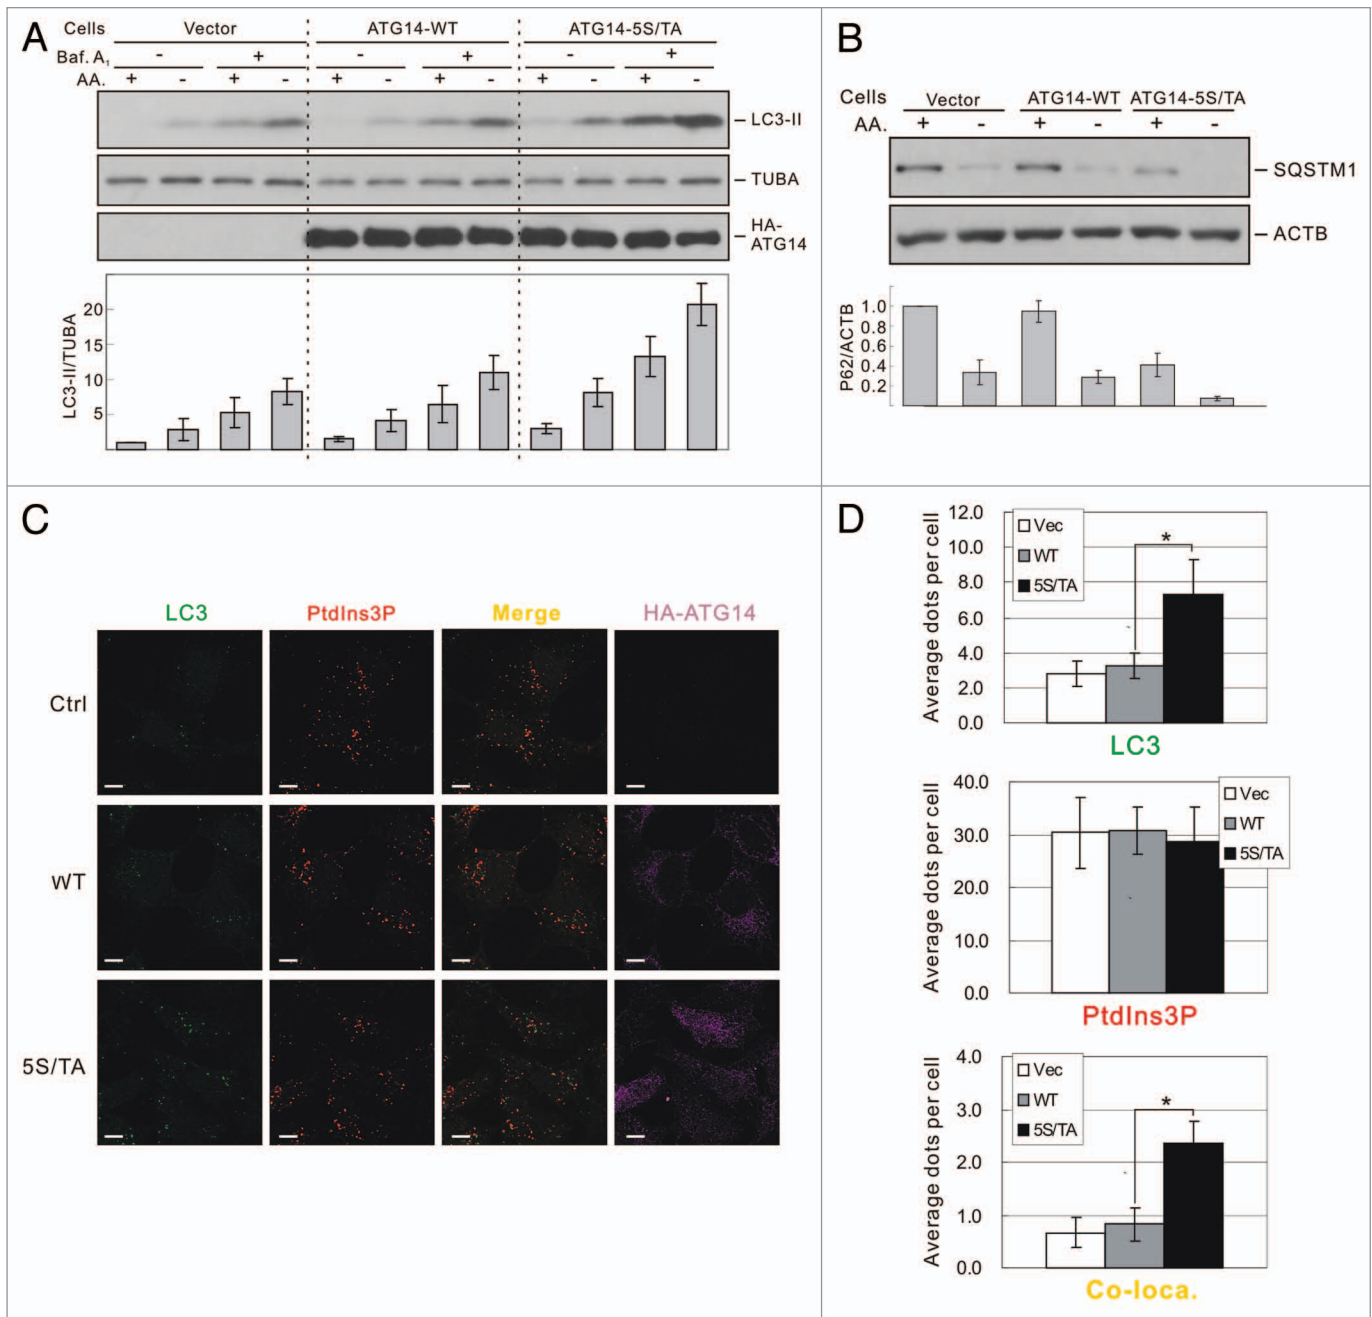 A
Cells Vector ATG14-WT ATG14-5S/TA
Baf. A1 - + - + - +
AA. + - + - + - + - + - + -
LC3-II
TUBA
HA-
ATG14
LC3-II/TUBA
20
15
10
5
B
Cells Vector ATG14-WT ATG14-5S/TA
AA. + - + - + -
SQSTM1
ACTB
P62/ACTB
1.0
0.8
0.6
0.4
0.2
C
LC3 PtdIns3P Merge HA-ATG14
Ctrl
WT
5S/TA
D
Average dots per cell
12.0
10.0
8.0
6.0
4.0
2.0
0.0
Vec
WT
5S/TA
*
LC3
Average dots per cell
40.0
30.0
20.0
10.0
0.0
Vec
WT
5S/TA
PtdIns3P
Average dots per cell
4.0
3.0
2.0
1.0
0.0
Vec
WT
5S/TA
*
Co-loca.